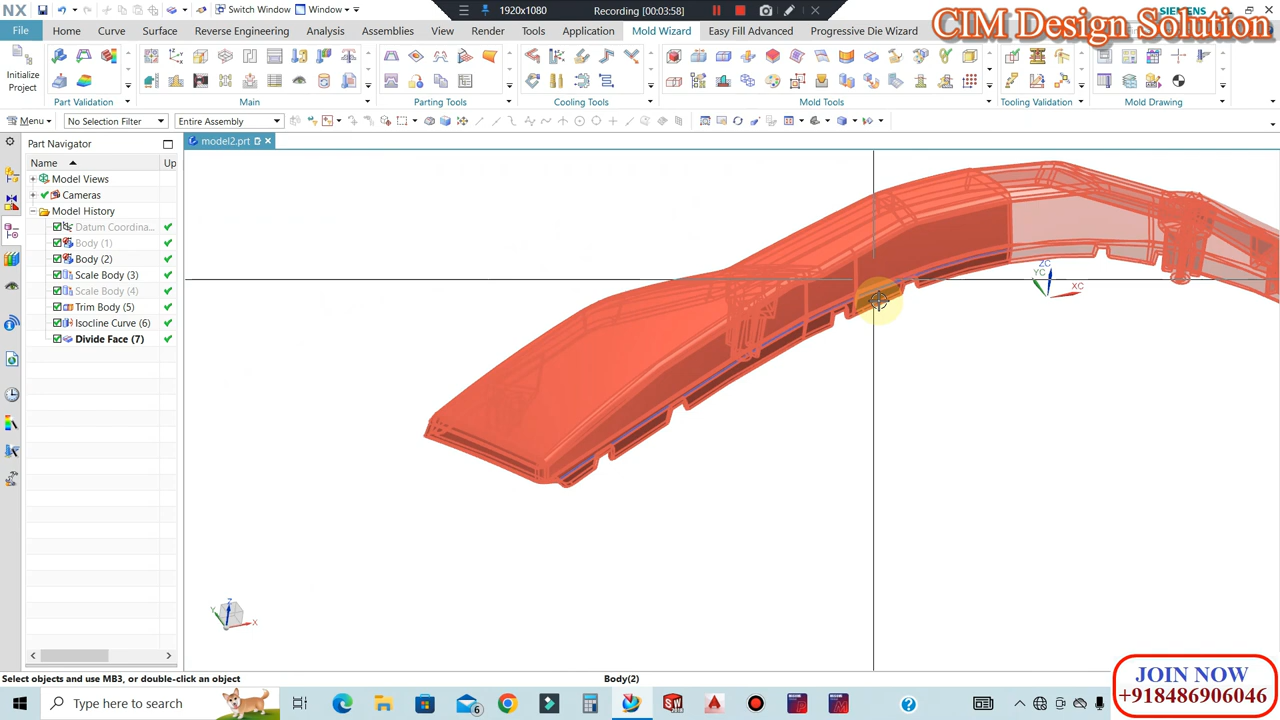 NX
Switch Window
Window
1920x1080
Recording [00:03:58]
SIEMENS
CIM Design Solution
File
Home
Curve
Surface
Reverse Engineering
Analysis
Assemblies
View
Render
Tools
Application
Mold Wizard
Easy Fill Advanced
Progressive Die Wizard
Initialize
Project
Part Validation
Main
Parting Tools
Cooling Tools
Mold Tools
Tooling Validation
Mold Drawing
Menu
No Selection Filter
Entire Assembly
Part Navigator
model2.prt
Name
Up
Model Views
Cameras
Model History
Datum Coordina...
Body (1)
Body (2)
Scale Body (3)
Scale Body (4)
Trim Body (5)
Isocline Curve (6)
Divide Face (7)
ZC
YC
XC
Z
Y
X
Select objects and use MB3, or double-click an object
Body(2)
JOIN NOW
+918486906046
Type here to search
6